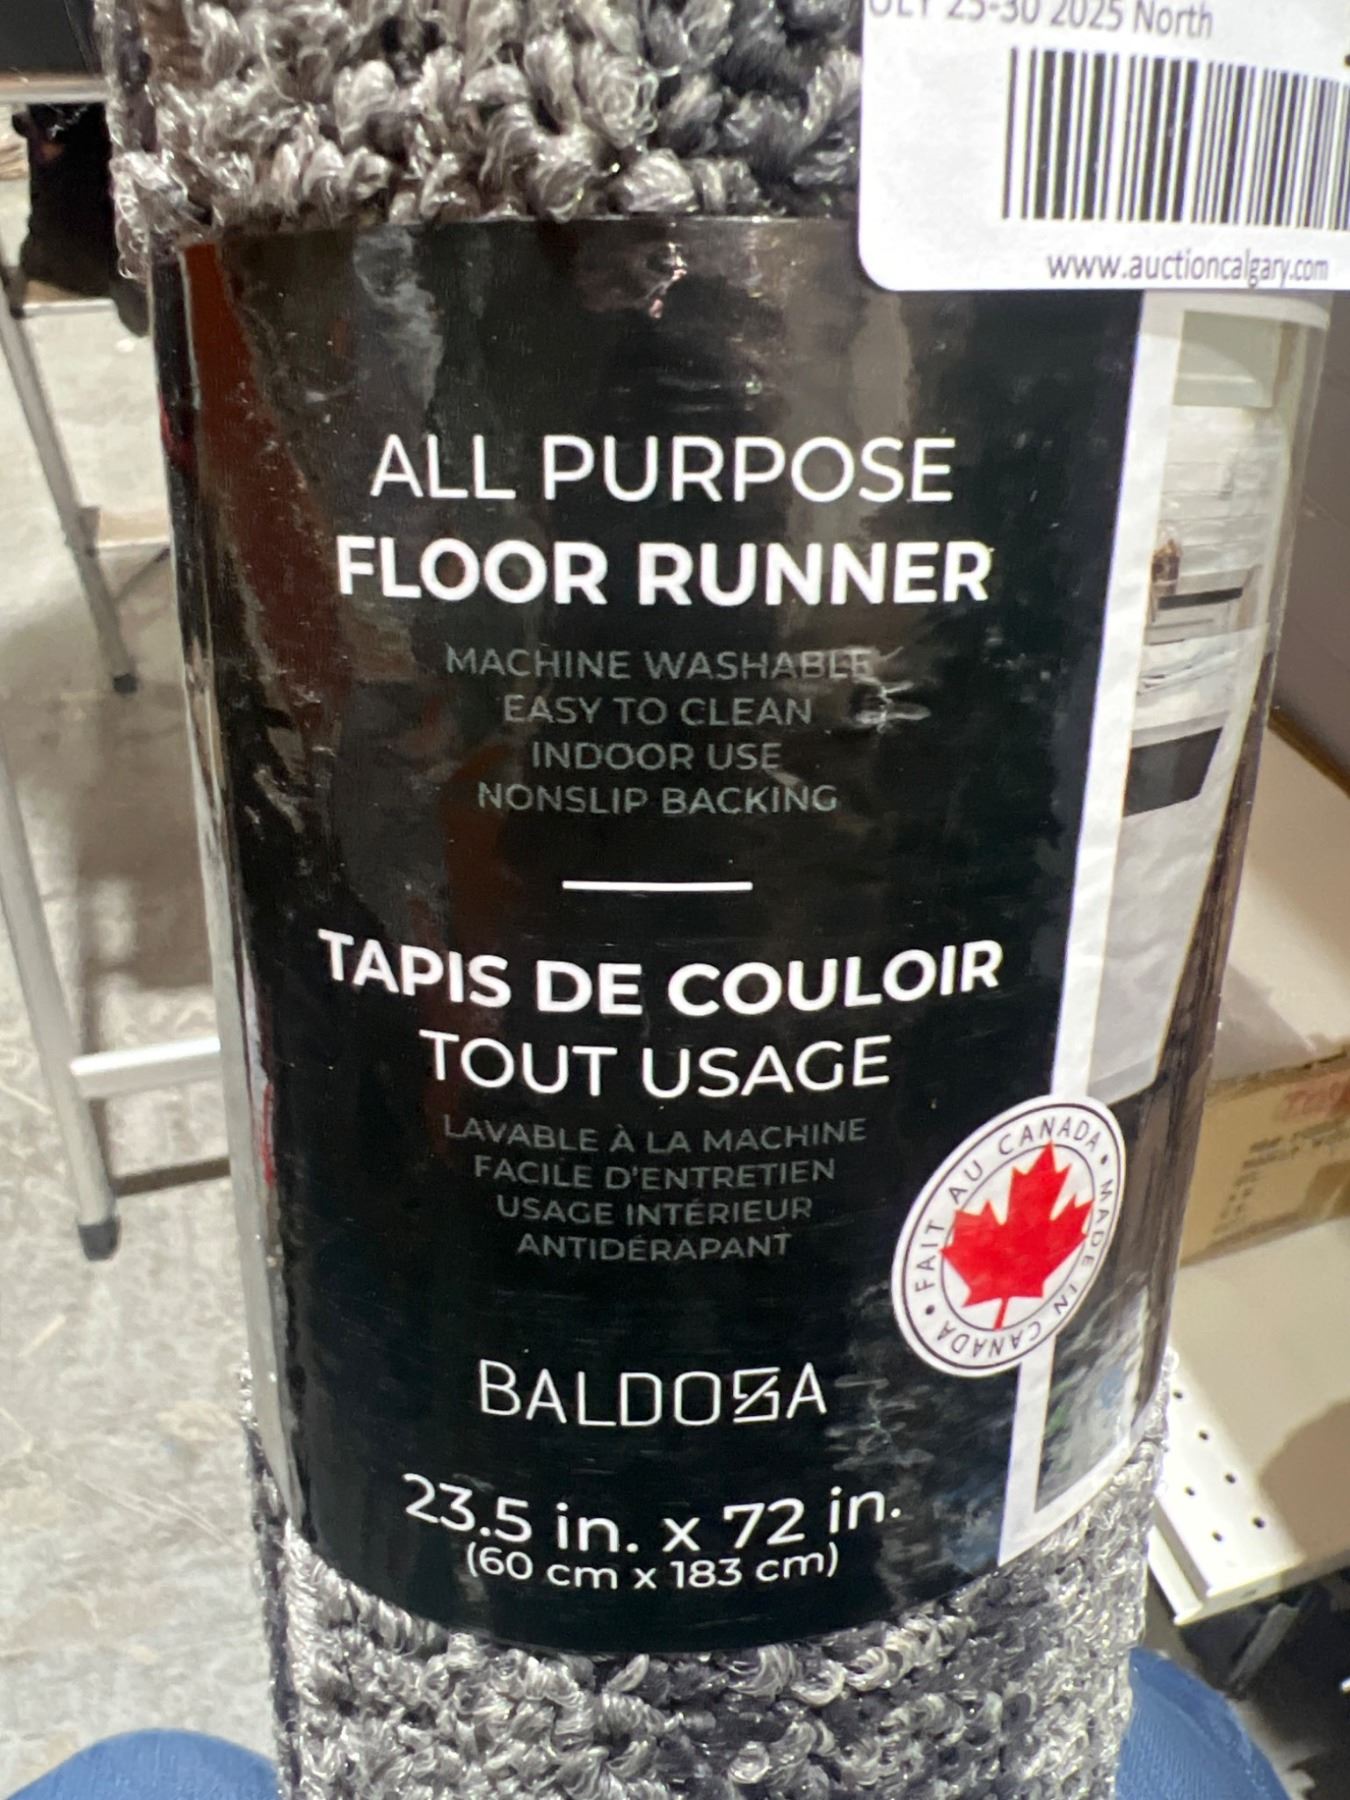 25-30 2025 North
www.auctioncalgary.com
ALL PURPOSE
FLOOR RUNNER
MACHINE WASHABLE
EASY TO CLEAN
INDOOR USE
NONSLIP BACKING
TAPIS DE COULOIR
TOUT USAGE
LAVABLE À LA MACHINE
FACILE D'ENTRETIEN
USAGE INTÉRIEUR
ANTIDÉRAPANT
FAIT AU CANADA • MADE IN CANADA •
BALDOSA
23.5 in. x 72 in.
(60 cm x 183 cm)